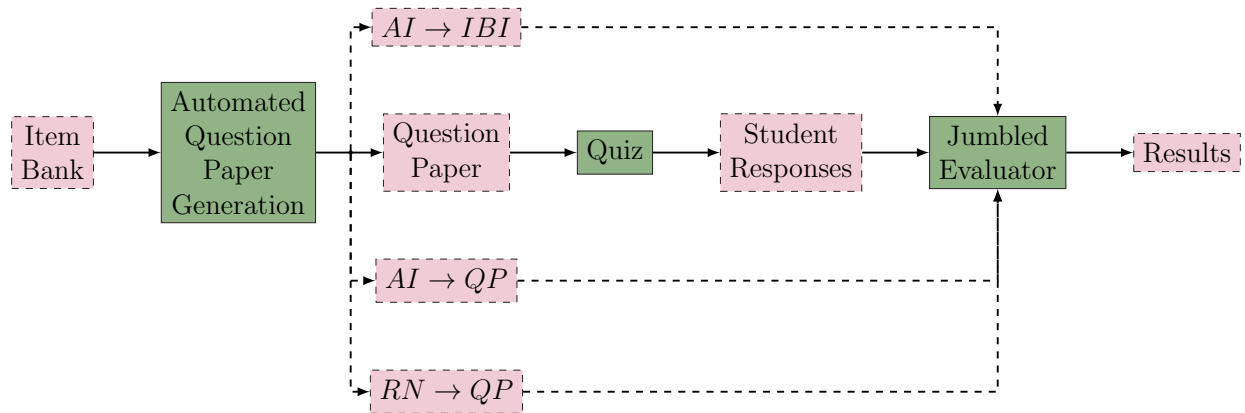 AI → IBI
Item
Bank
Automated
Question
Paper
Generation
Question
Paper
Quiz
Student
Responses
Jumbled
Evaluator
Results
AI → QP
RN → QP